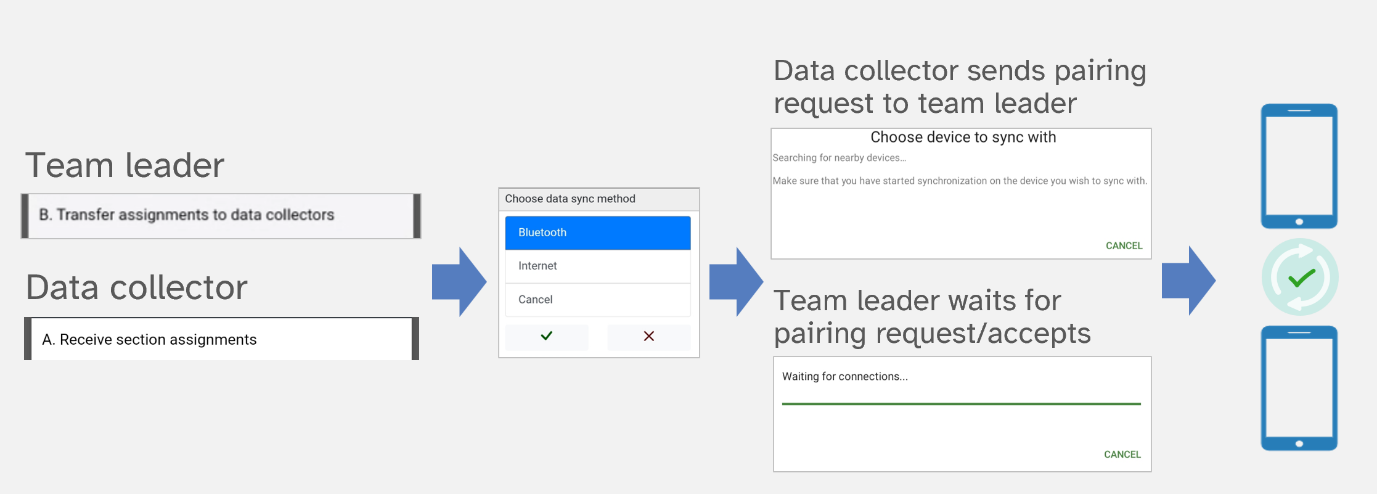 Team leader
B. Transfer assignments to data collectors
Data collector
A. Receive section assignments
Choose data sync method
Bluetooth
Internet
Cancel
Data collector sends pairing
request to team leader
Choose device to sync with
Searching for nearby devices...
Make sure that you have started synchronization on the device you wish to sync with.
CANCEL
Team leader waits for
pairing request/accepts
Waiting for connections...
CANCEL